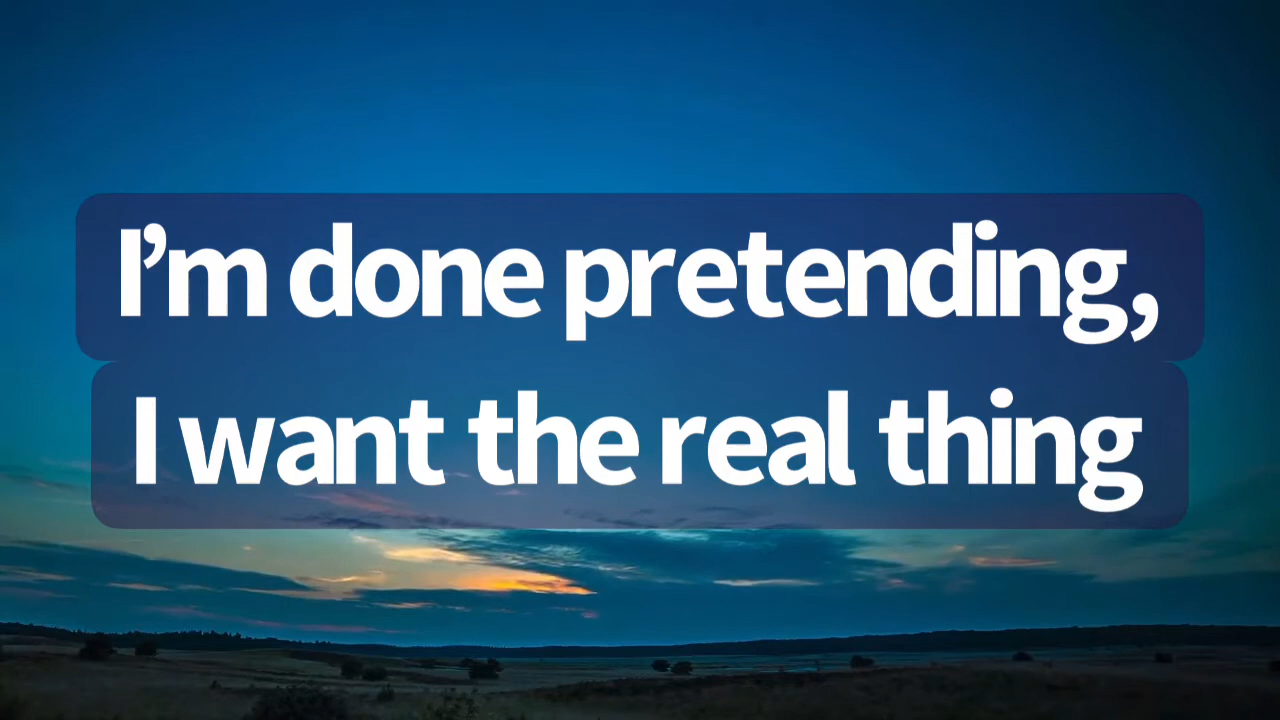 I’m done pretending,
I want the real thing